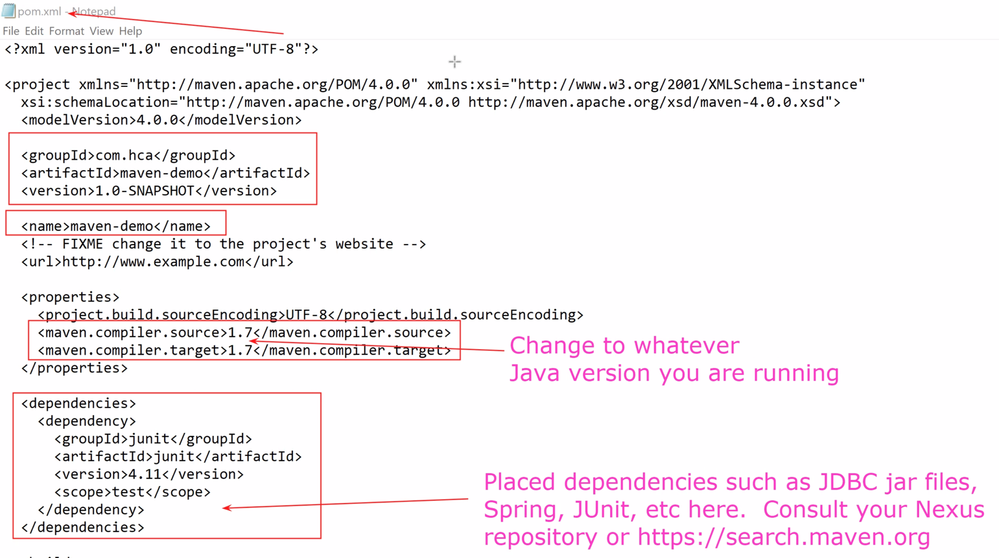 pom.xml - Notepad
File Edit Format View Help
<?xml version="1.0" encoding="UTF-8"?>
<project xmlns="http://maven.apache.org/POM/4.0.0" xmlns:xsi="http://www.w3.org/2001/XMLSchema-instance"
xsi:schemaLocation="http://maven.apache.org/POM/4.0.0 http://maven.apache.org/xsd/maven-4.0.0.xsd">
<modelVersion>4.0.0</modelVersion>
<groupId>com.hca</groupId>
<artifactId>maven-demo</artifactId>
<version>1.0-SNAPSHOT</version>
<name>maven-demo</name>
<!-- FIXME change it to the project's website -->
<url>http://www.example.com</url>
<properties>
<project.build.sourceEncoding>UTF-8</project.build.sourceEncoding>
<maven.compiler.source>1.7</maven.compiler.source>
<maven.compiler.target>1.7</maven.compiler.target>
</properties>
Change to whatever
Java version you are running
<dependencies>
<dependency>
<groupId>junit</groupId>
<artifactId>junit</artifactId>
<version>4.11</version>
<scope>test</scope>
</dependency>
</dependencies>
Placed dependencies such as JDBC jar files,
Spring, JUnit, etc here. Consult your Nexus
repository or https://search.maven.org